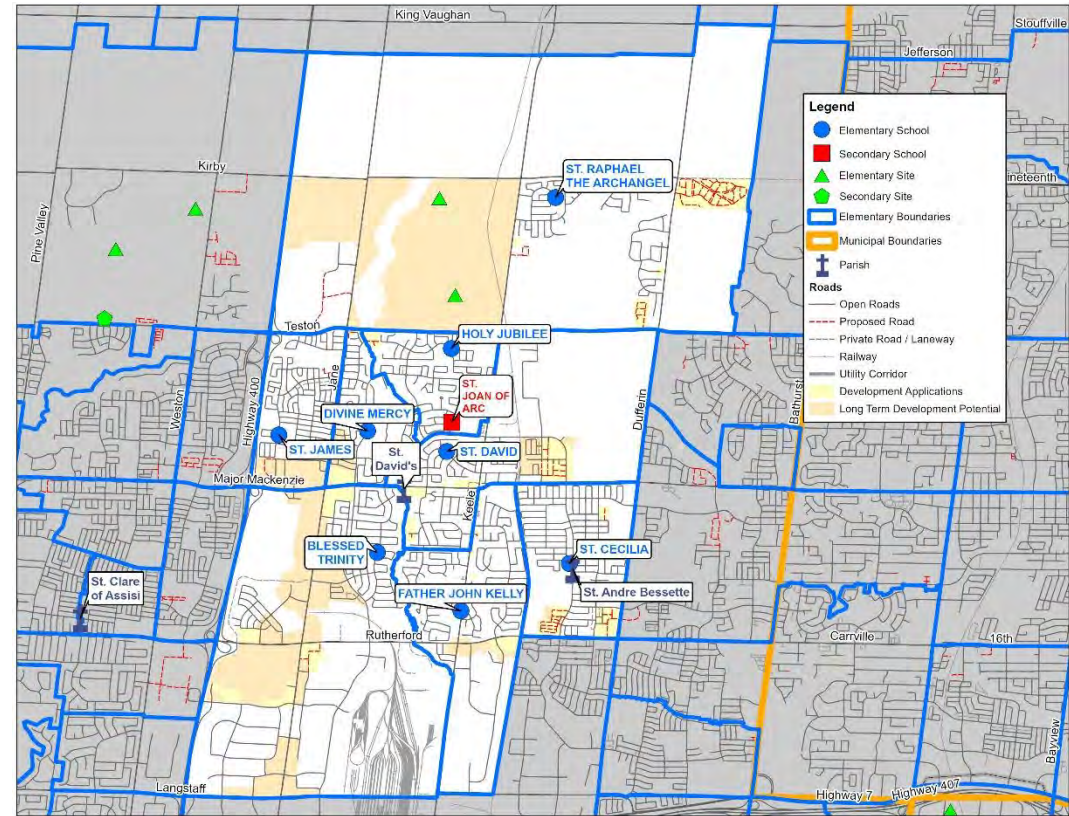 King Vaughan
Stouffville
Jefferson
Legend
Elementary School
Secondary School
Elementary Site
Secondary Site
Elementary Boundaries
Municipal Boundaries
Parish
Roads
Open Roads
Proposed Road
Private Road / Laneway
Railway
Utility Corridor
Development Applications
Long Term Development Potential
Kirby
ST. RAPHAEL
THE ARCHANGEL
ineteenth
Pine Valley
Teston
HOLY JUBILEE
Weston
Highway 400
Jane
ST.
JOAN OF
ARC
Dufferin
Bathurst
DIVINE MERCY
ST. JAMES
St.
David's
ST. DAVID
Major Mackenzie
Keele
BLESSED
TRINITY
ST. CECILIA
St. Clare
of Assisi
FATHER JOHN KELLY
St. Andre Bessette
Rutherford
Carrville
16th
Bayview
Langstaff
Highway 7
Highway 407